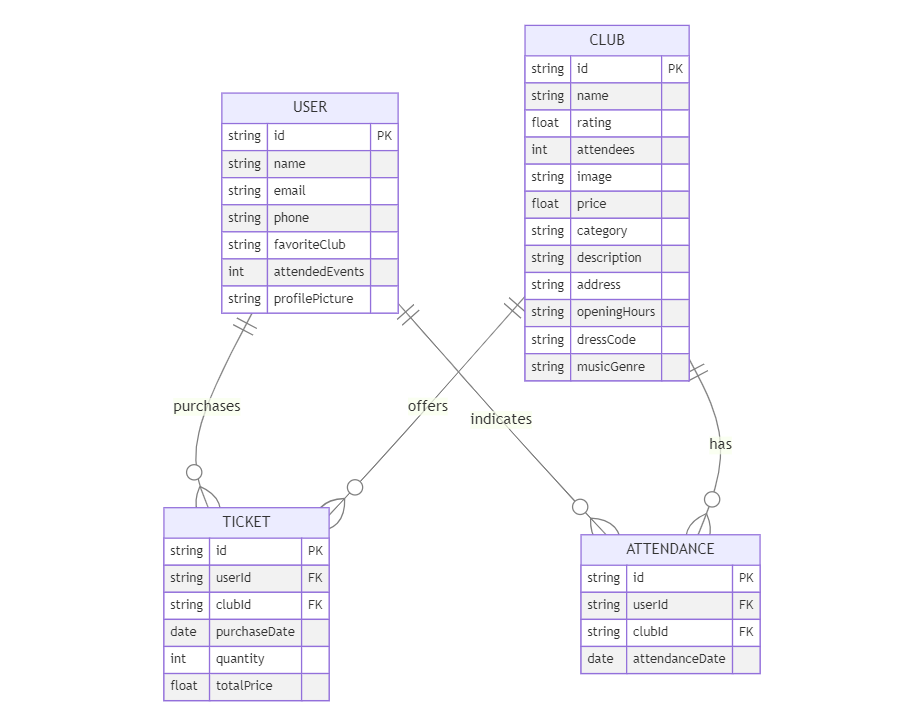 CLUB
string id PK
string name
float rating
int attendees
string image
float price
string category
string description
string address
string openingHours
string dressCode
string musicGenre
USER
string id PK
string name
string email
string phone
string favoriteClub
int attendedEvents
string profilePicture
purchases
offers
indicates
has
TICKET
string id PK
string userId FK
string clubId FK
date purchaseDate
int quantity
float totalPrice
ATTENDANCE
string id PK
string userId FK
string clubId FK
date attendanceDate